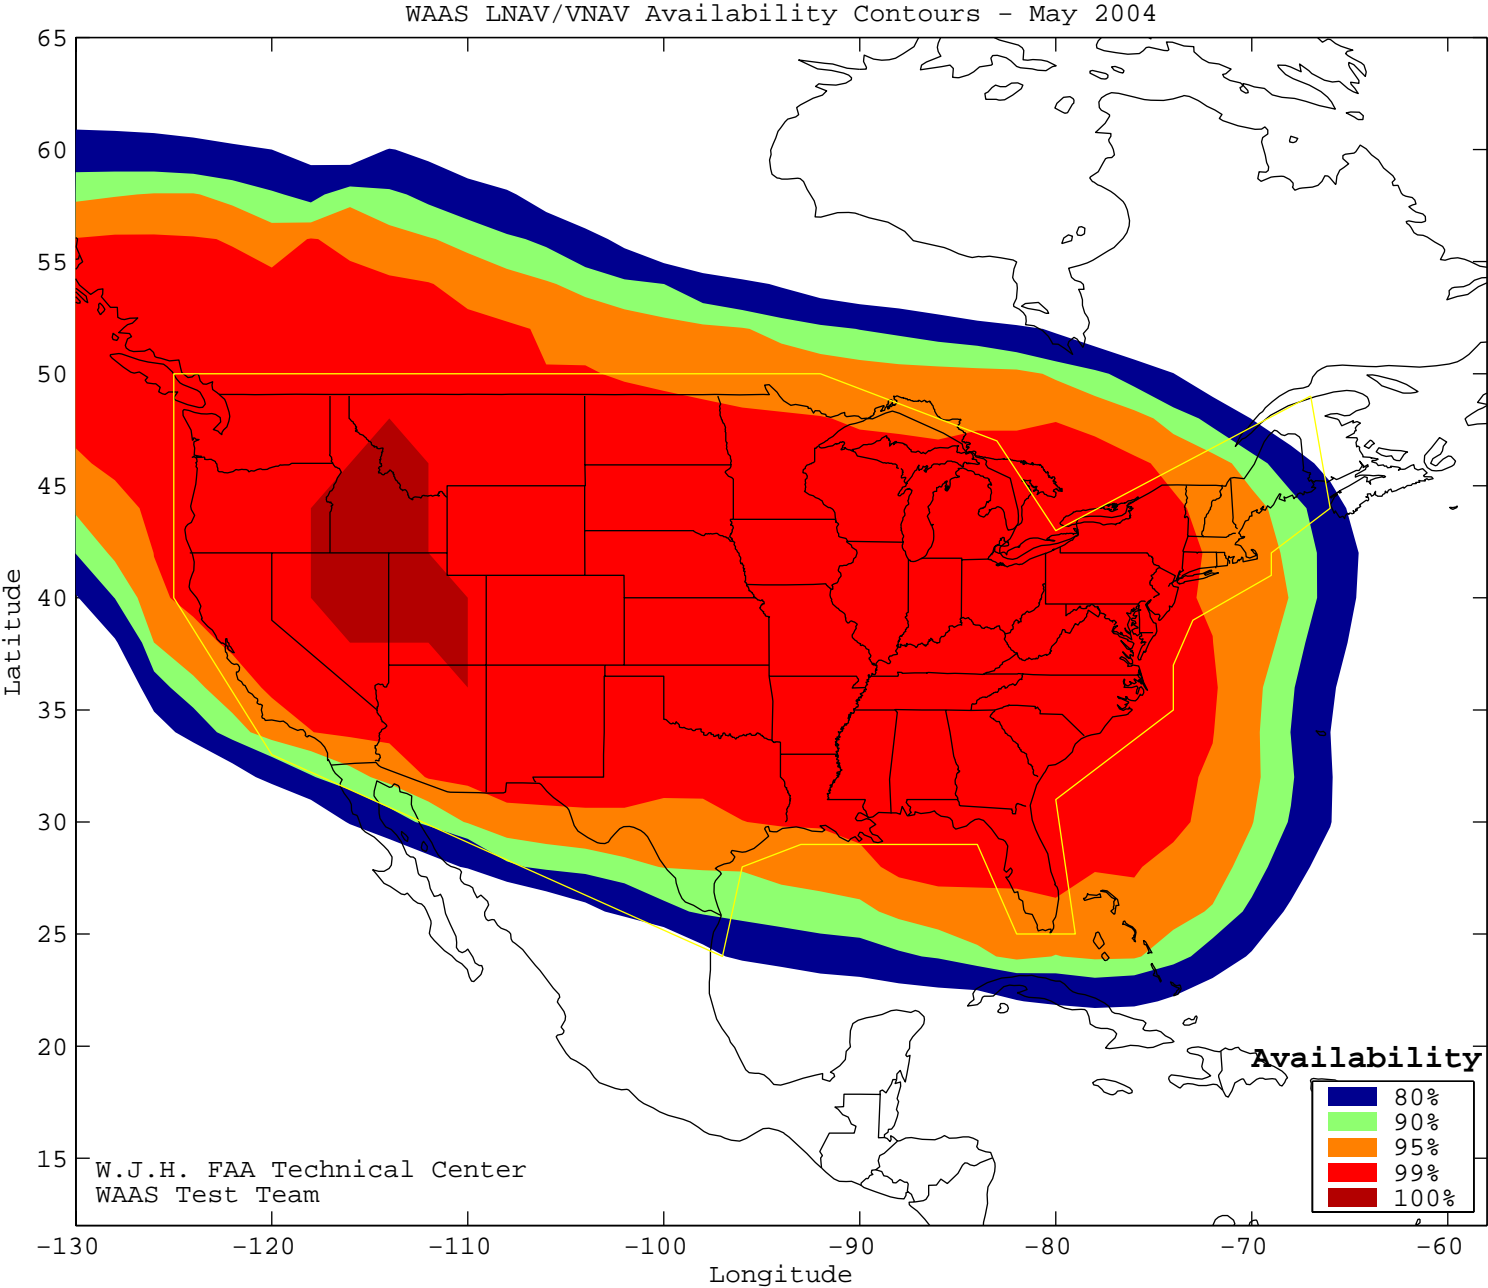 WAAS LNAV/VNAV Availability Contours - May 2004
65
60
55
50
45
40
35
30
25
20
15
Latitude
-130 -120 -110 -100 -90 -80 -70 -60
Longitude
W.J.H. FAA Technical Center
WAAS Test Team
Availability
80%
90%
95%
99%
100%